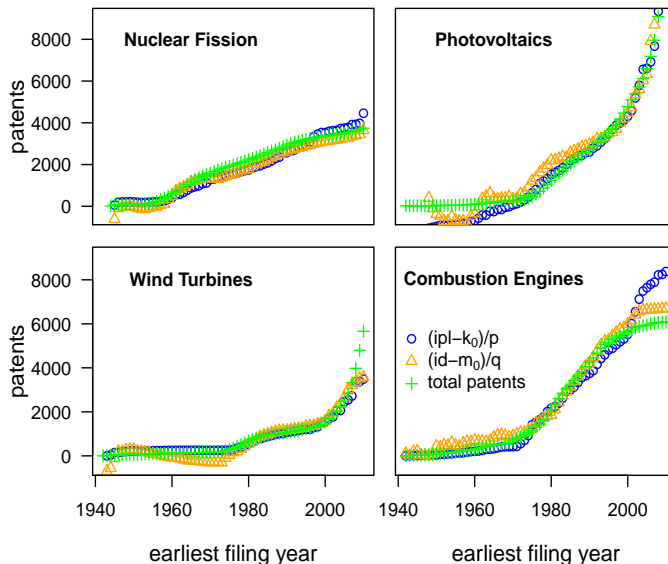 Nuclear Fission
Photovoltaics
8000
6000
4000
2000
0
patents
Wind Turbines
Combustion Engines
8000
6000
4000
2000
0
patents
(ipl−k₀)/p
(id−m₀)/q
total patents
1940 1960 1980 2000
1940 1960 1980 2000
earliest filing year
earliest filing year